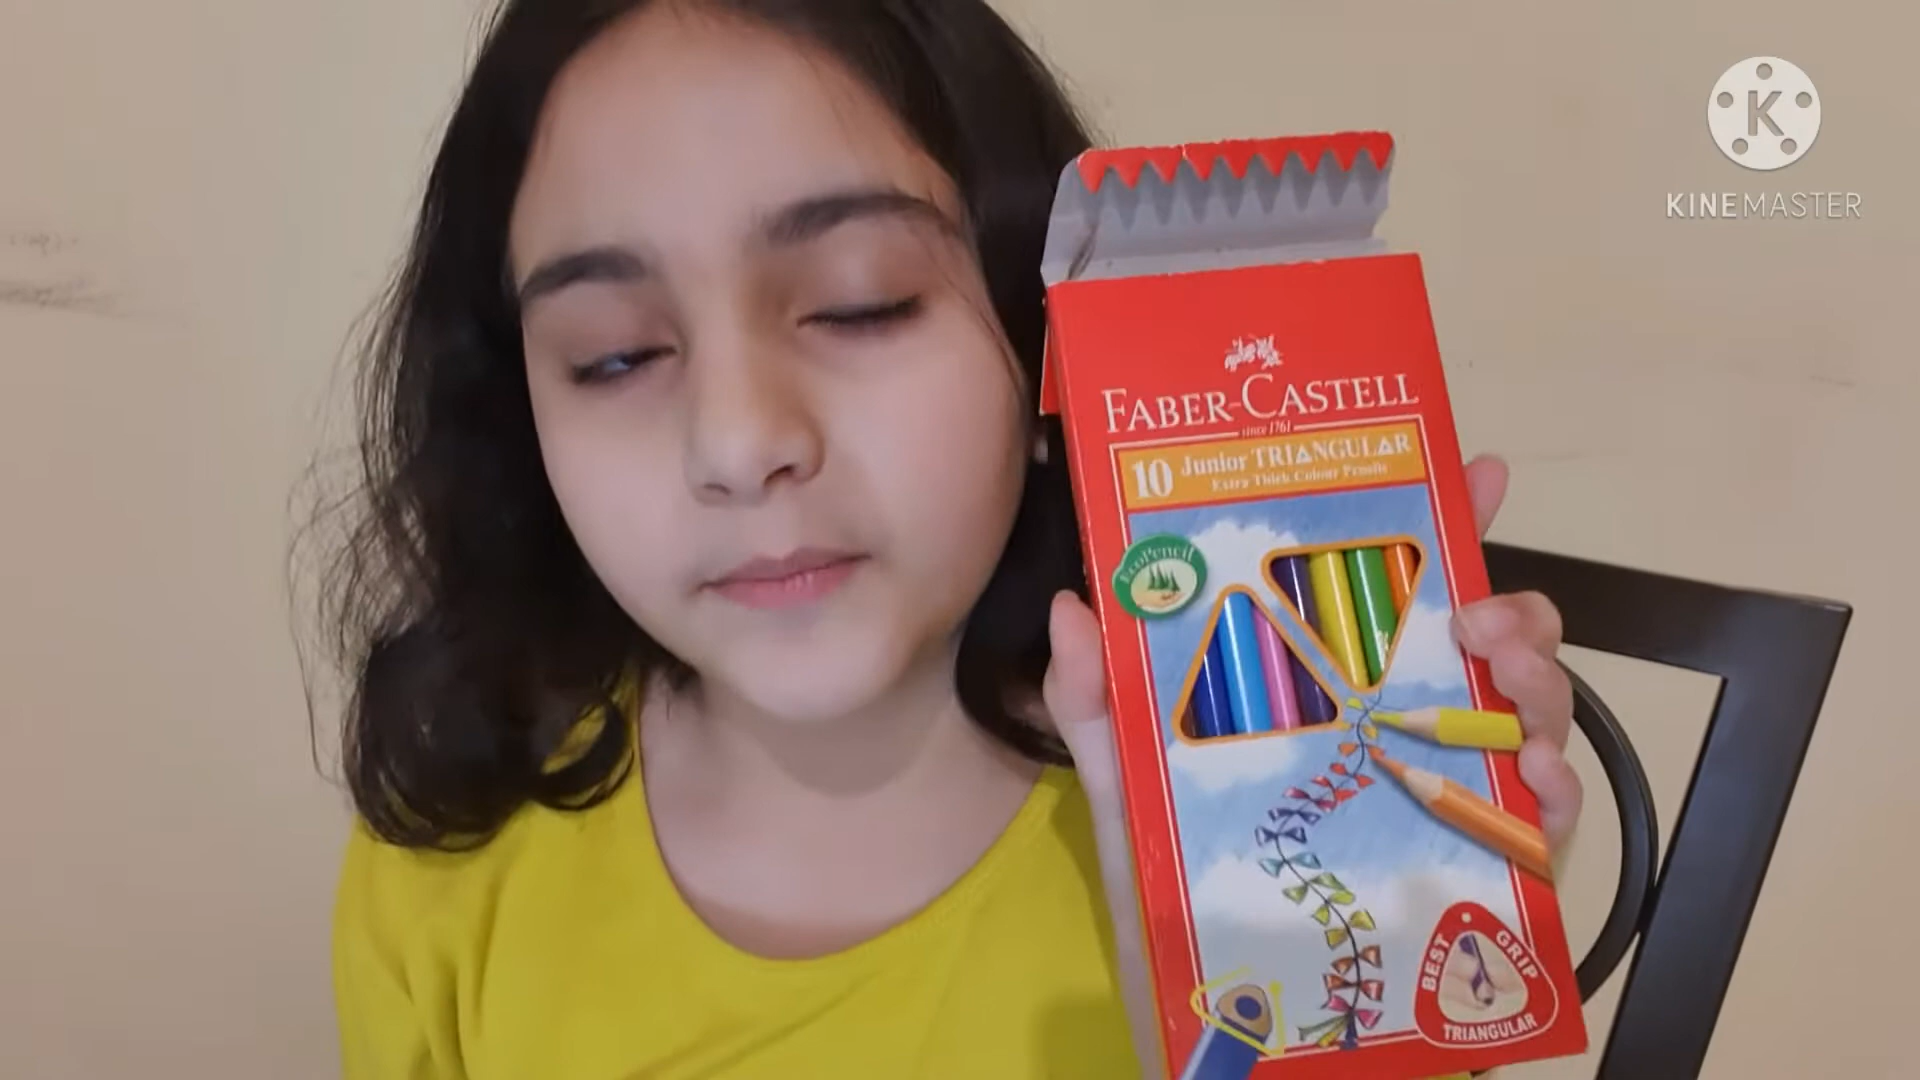 K
KINEMASTER
FABER-CASTELL
since 1761
10 Junior TRIANGULAR
Extra Thick Colour Pencils
EcoPencil
BEST GRIP
TRIANGULAR